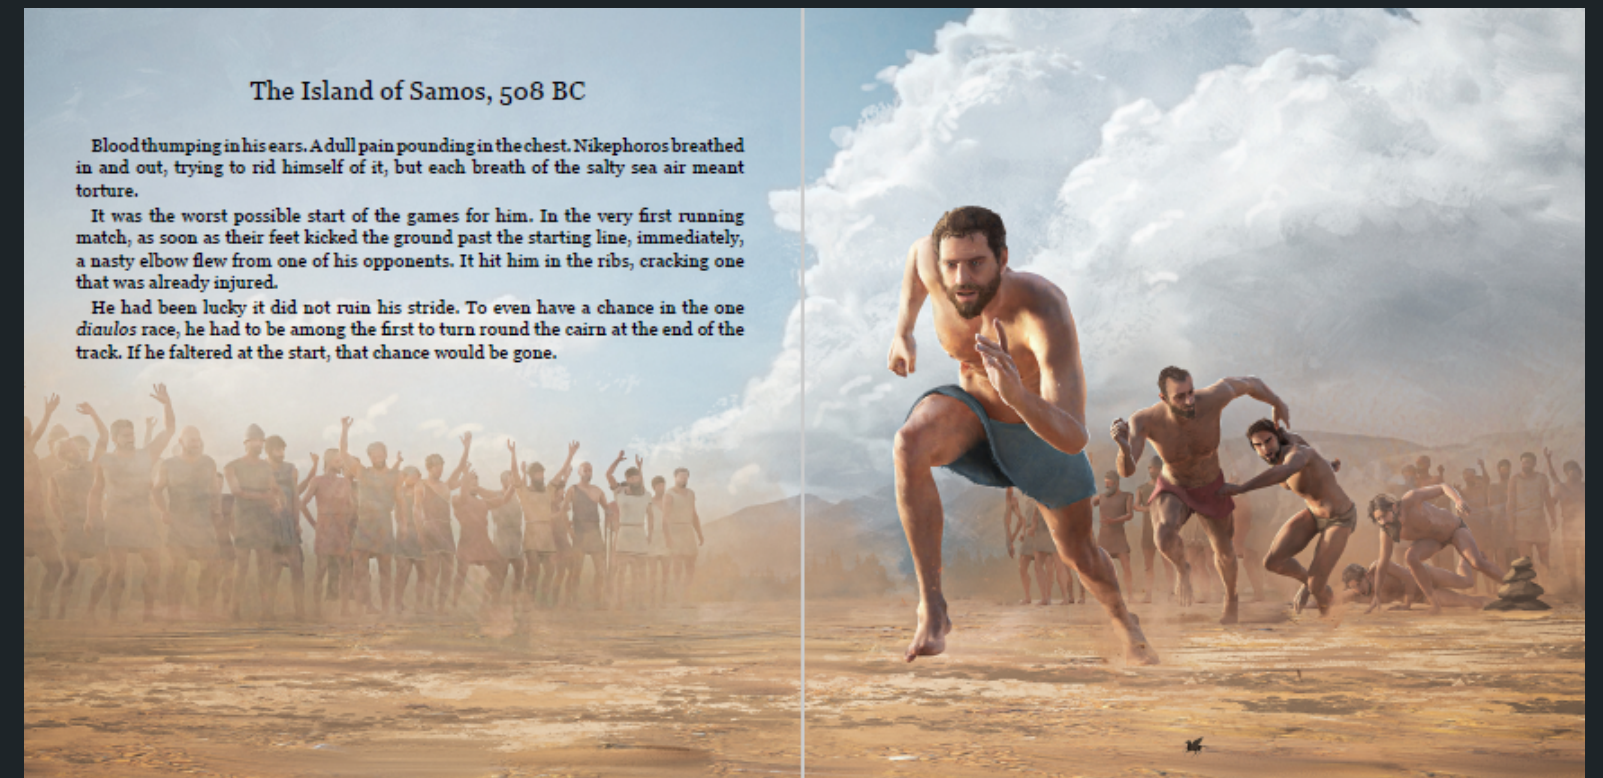 The Island of Samos, 508 BC
Blood thumping in his ears. A dull pain pounding in the chest. Nikephoros breathed
in and out, trying to rid himself of it, but each breath of the salty sea air meant
torture.
It was the worst possible start of the games for him. In the very first running
match, as soon as their feet kicked the ground past the starting line, immediately,
a nasty elbow flew from one of his opponents. It hit him in the ribs, cracking one
that was already injured.
He had been lucky it did not ruin his stride. To even have a chance in the one
diaulos race, he had to be among the first to turn round the cairn at the end of the
track. If he faltered at the start, that chance would be gone.